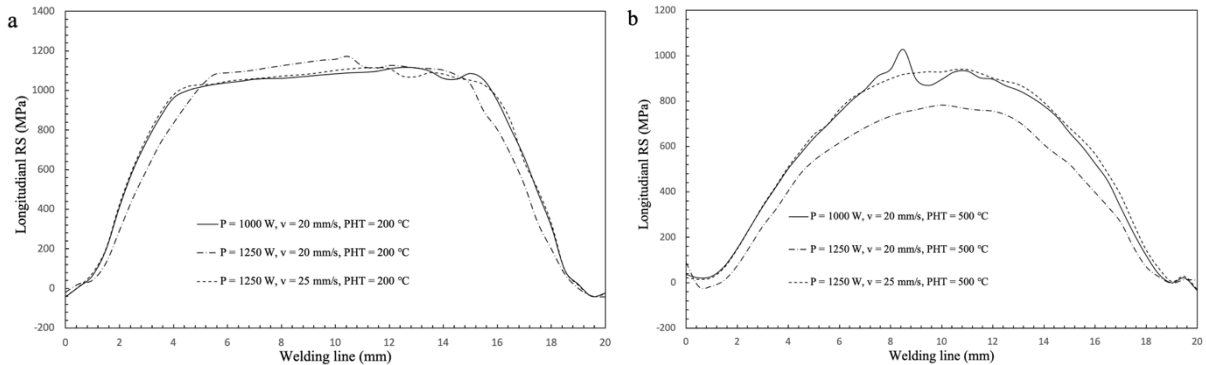 a
1400
1200
1000
800
600
400
200
0
-200
Longitudianl RS (MPa)
P = 1000 W, v = 20 mm/s, PHT = 200 °C
P = 1250 W, v = 20 mm/s, PHT = 200 °C
P = 1250 W, v = 25 mm/s, PHT = 200 °C
0 2 4 6 8 10 12 14 16 18 20
Welding line (mm)
b
1200
1000
800
600
400
200
0
-200
Longitudianl RS (MPa)
P = 1000 W, v = 20 mm/s, PHT = 500 °C
P = 1250 W, v = 20 mm/s, PHT = 500 °C
P = 1250 W, v = 25 mm/s, PHT = 500 °C
0 2 4 6 8 10 12 14 16 18 20
Welding line (mm)